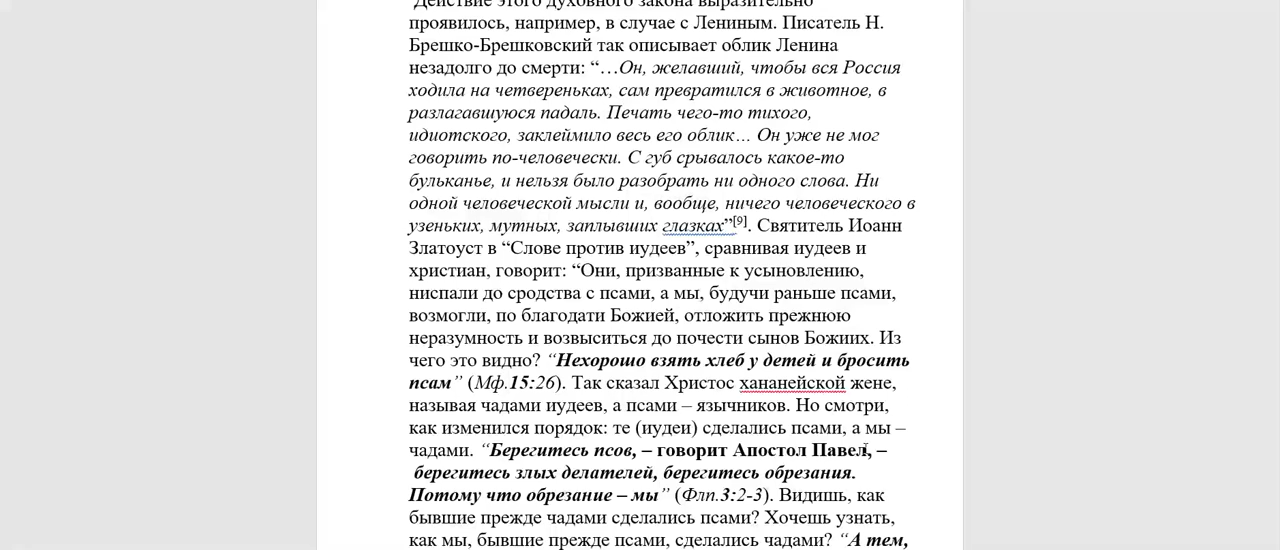 Действие этого духовного закона выразительно
проявилось, например, в случае с Лениным. Писатель Н.
Брешко-Брешковский так описывает облик Ленина
незадолго до смерти: “…Он, желавший, чтобы вся Россия
ходила на четвереньках, сам превратился в животное, в
разлагавшуюся падаль. Печать чего-то тихого,
идиотского, заклеймило весь его облик… Он уже не мог
говорить по-человечески. С губ срывалось какое-то
бульканье, и нельзя было разобрать ни одного слова. Ни
одной человеческой мысли и, вообще, ничего человеческого в
узеньких, мутных, заплывших глазках”[9]. Святитель Иоанн
Златоуст в “Слове против иудеев”, сравнивая иудеев и
христиан, говорит: “Они, призванные к усыновлению,
ниспали до сродства с псами, а мы, будучи раньше псами,
возмогли, по благодати Божией, отложить прежнюю
неразумность и возвыситься до почести сынов Божиих. Из
чего это видно? “Нехорошо взять хлеб у детей и бросить
псам” (Мф.15:26). Так сказал Христос хананейской жене,
называя чадами иудеев, а псами – язычников. Но смотри,
как изменился порядок: те (иудеи) сделались псами, а мы –
чадами. “Берегитесь псов, – говорит Апостол Павел, –
берегитесь злых делателей, берегитесь обрезания.
Потому что обрезание – мы” (Флп.3:2-3). Видишь, как
бывшие прежде чадами сделались псами? Хочешь узнать,
как мы, бывшие прежде псами, сделались чадами? “А тем,